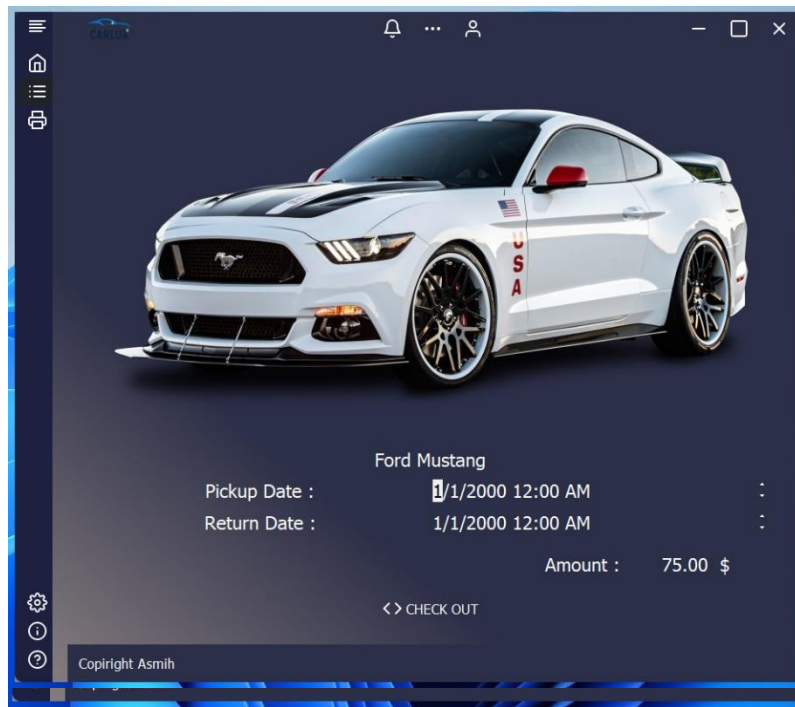 CARLUX
USA
Ford Mustang
Pickup Date : 1/1/2000 12:00 AM
Return Date : 1/1/2000 12:00 AM
Amount : 75.00 $
<> CHECK OUT
Copiright Asmih